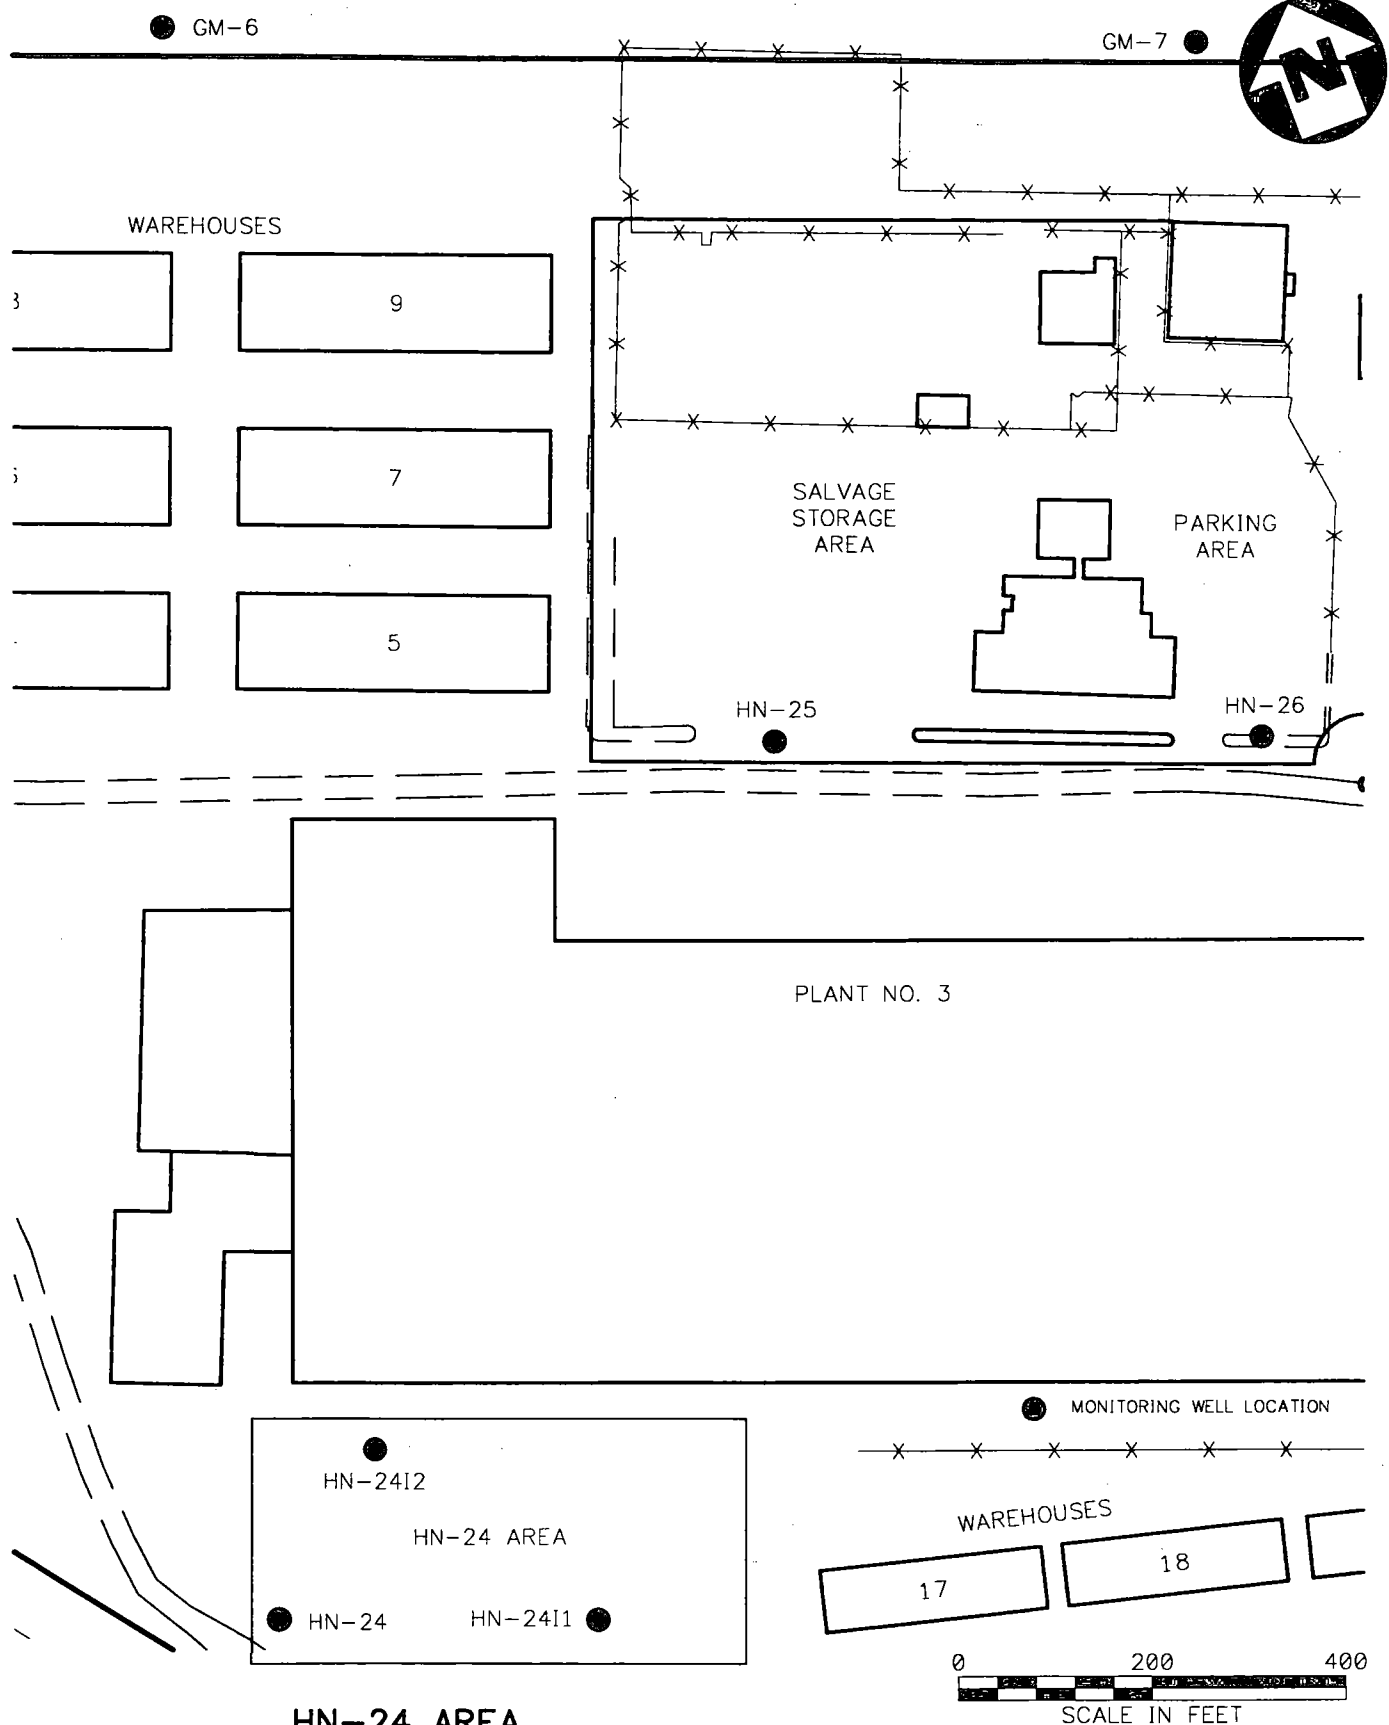 GM-6
GM-7
N
WAREHOUSES
9
7
5
SALVAGE
STORAGE
AREA
PARKING
AREA
HN-25
HN-26
PLANT NO. 3
MONITORING WELL LOCATION
HN-24I2
HN-24 AREA
HN-24
HN-24I1
WAREHOUSES
17
18
0 200 400
SCALE IN FEET
HN-24 AREA